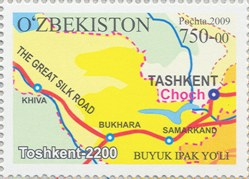 O'ZBEKISTON
Pochta 2009
750-00
THE GREAT SILK ROAD
TASHKENT
Choch
KHIVA
BUKHARA
SAMARKAND
Toshkent-2200
BUYUK IPAK YO'LI